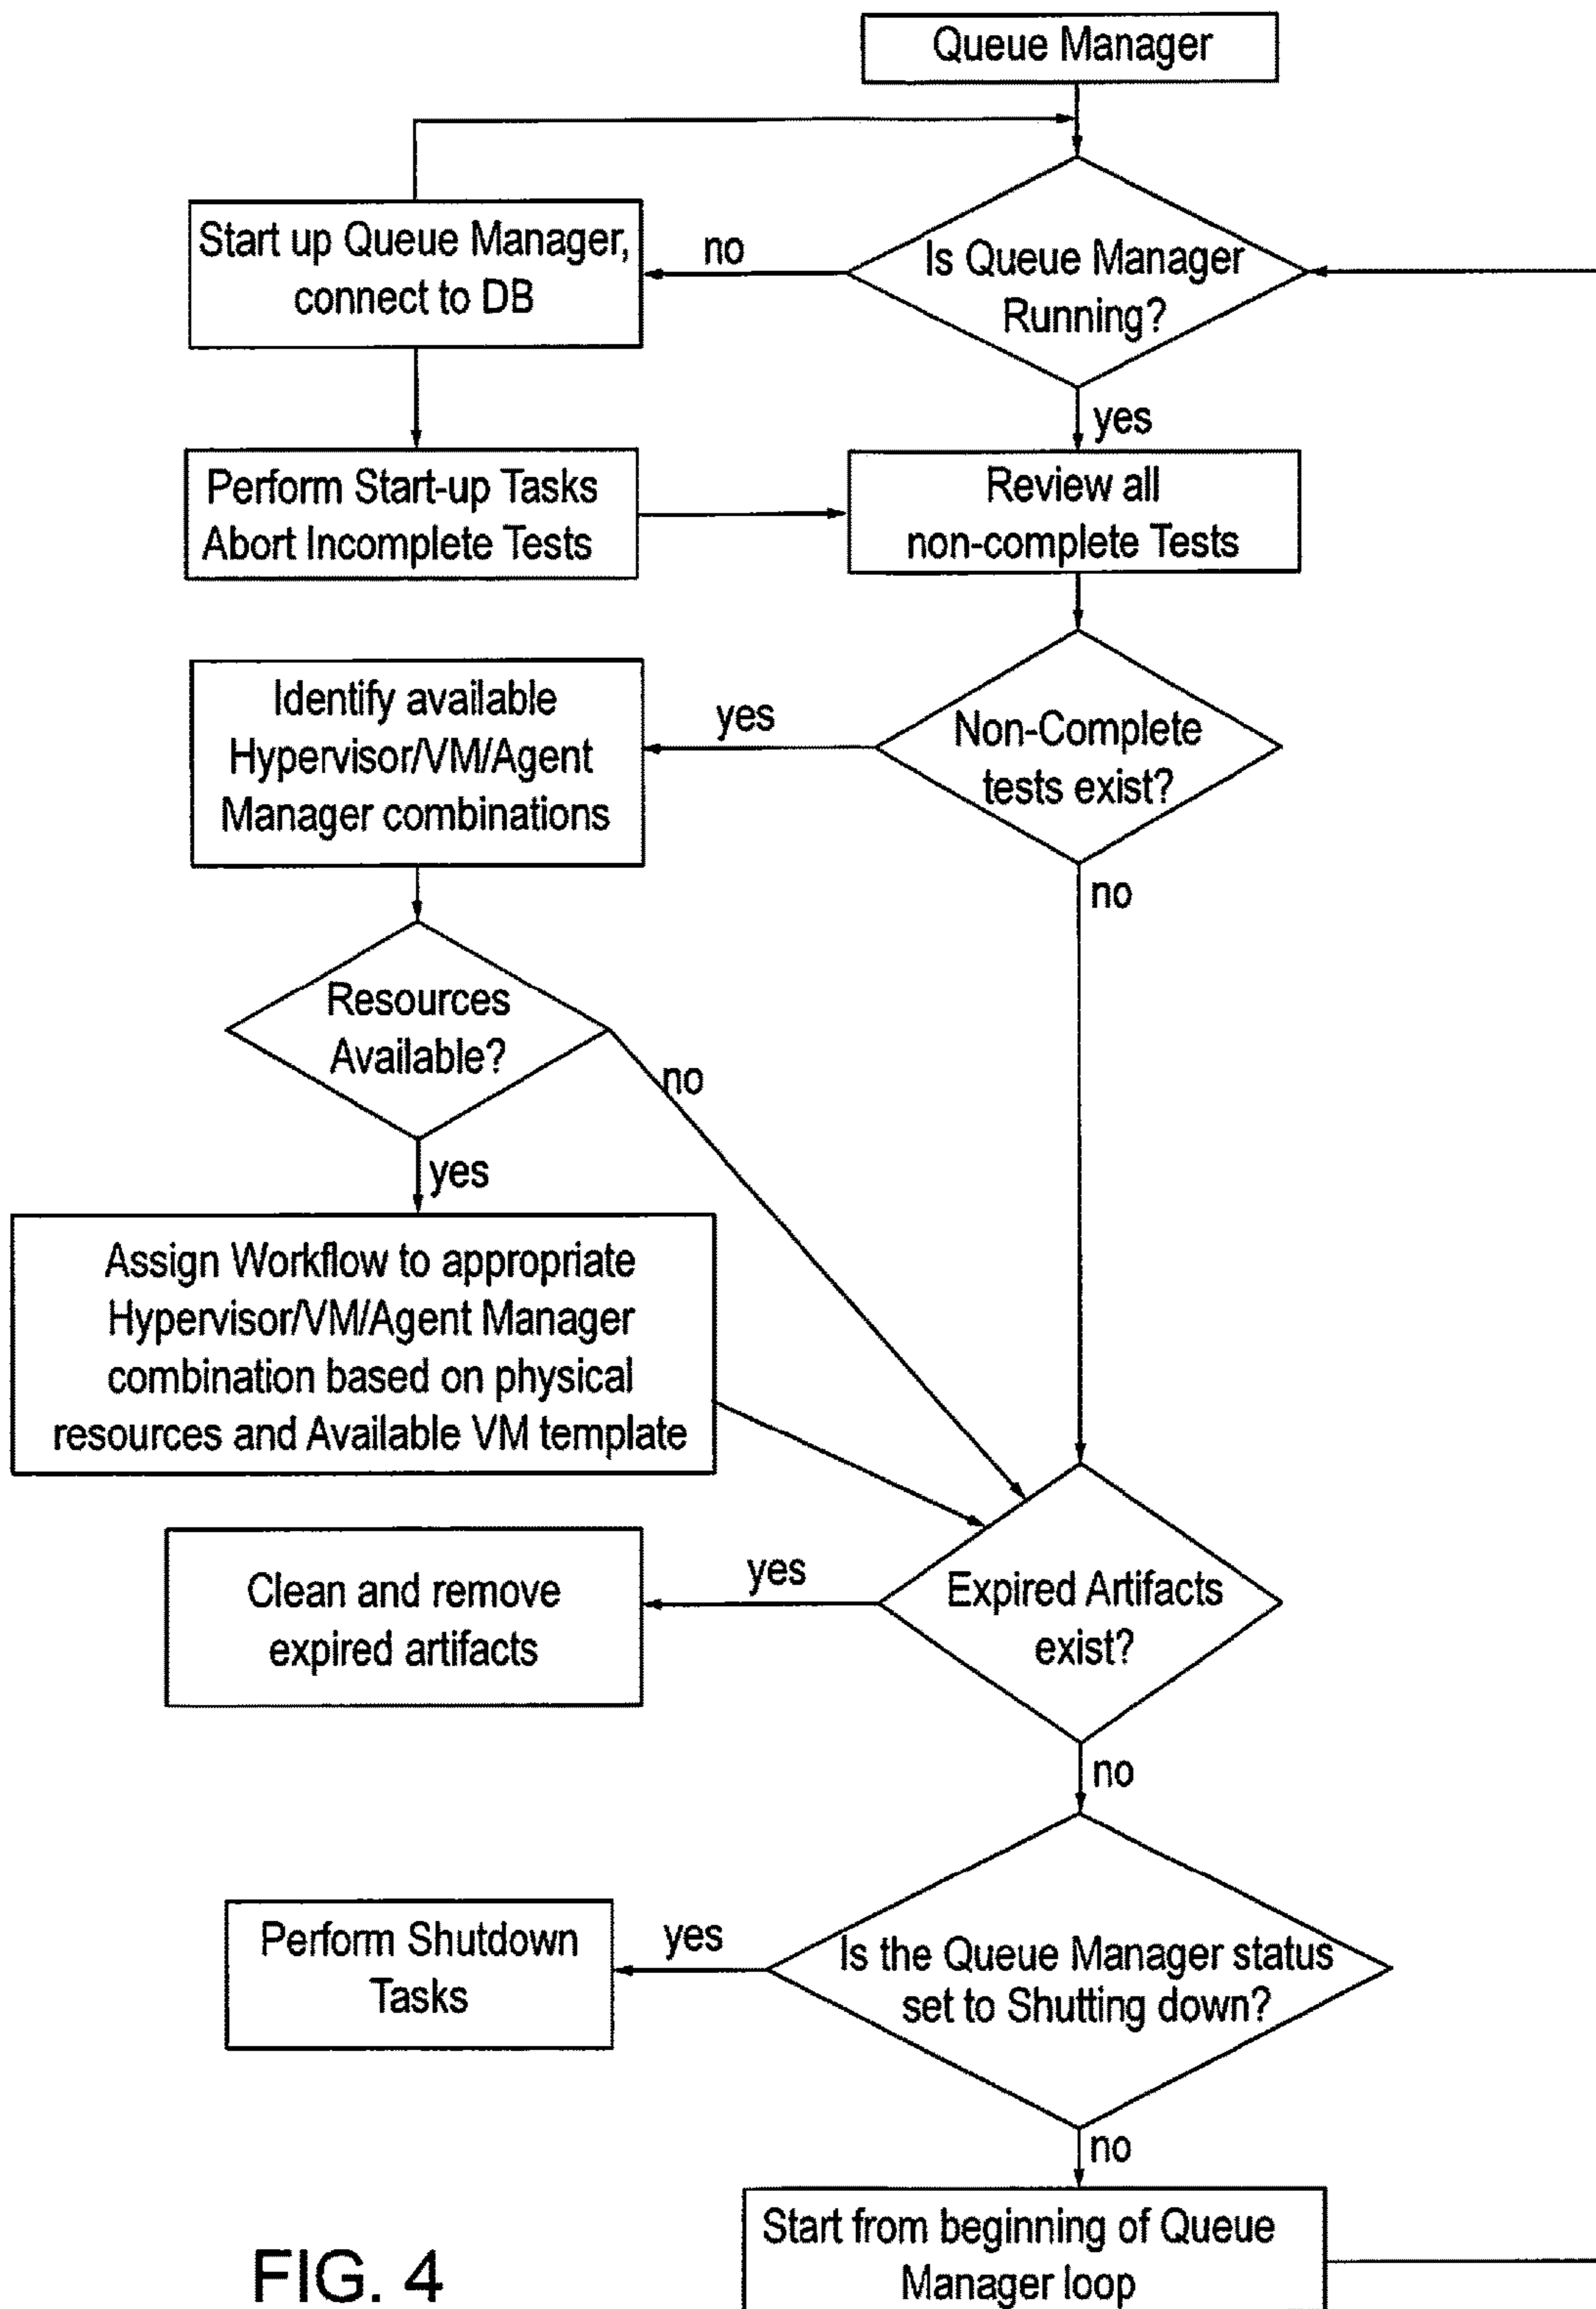 Queue Manager
Start up Queue Manager,
connect to DB
no
Is Queue Manager
Running?
yes
Perform Start-up Tasks
Abort Incomplete Tests
Review all
non-complete Tests
Identify available
Hypervisor/VM/Agent
Manager combinations
yes
Non-Complete
tests exist?
no
Resources
Available?
no
yes
Assign Workflow to appropriate
Hypervisor/VM/Agent Manager
combination based on physical
resources and Available VM template
Clean and remove
expired artifacts
yes
Expired Artifacts
exist?
no
Perform Shutdown
Tasks
yes
Is the Queue Manager status
set to Shutting down?
no
Start from beginning of Queue
Manager loop
FIG. 4